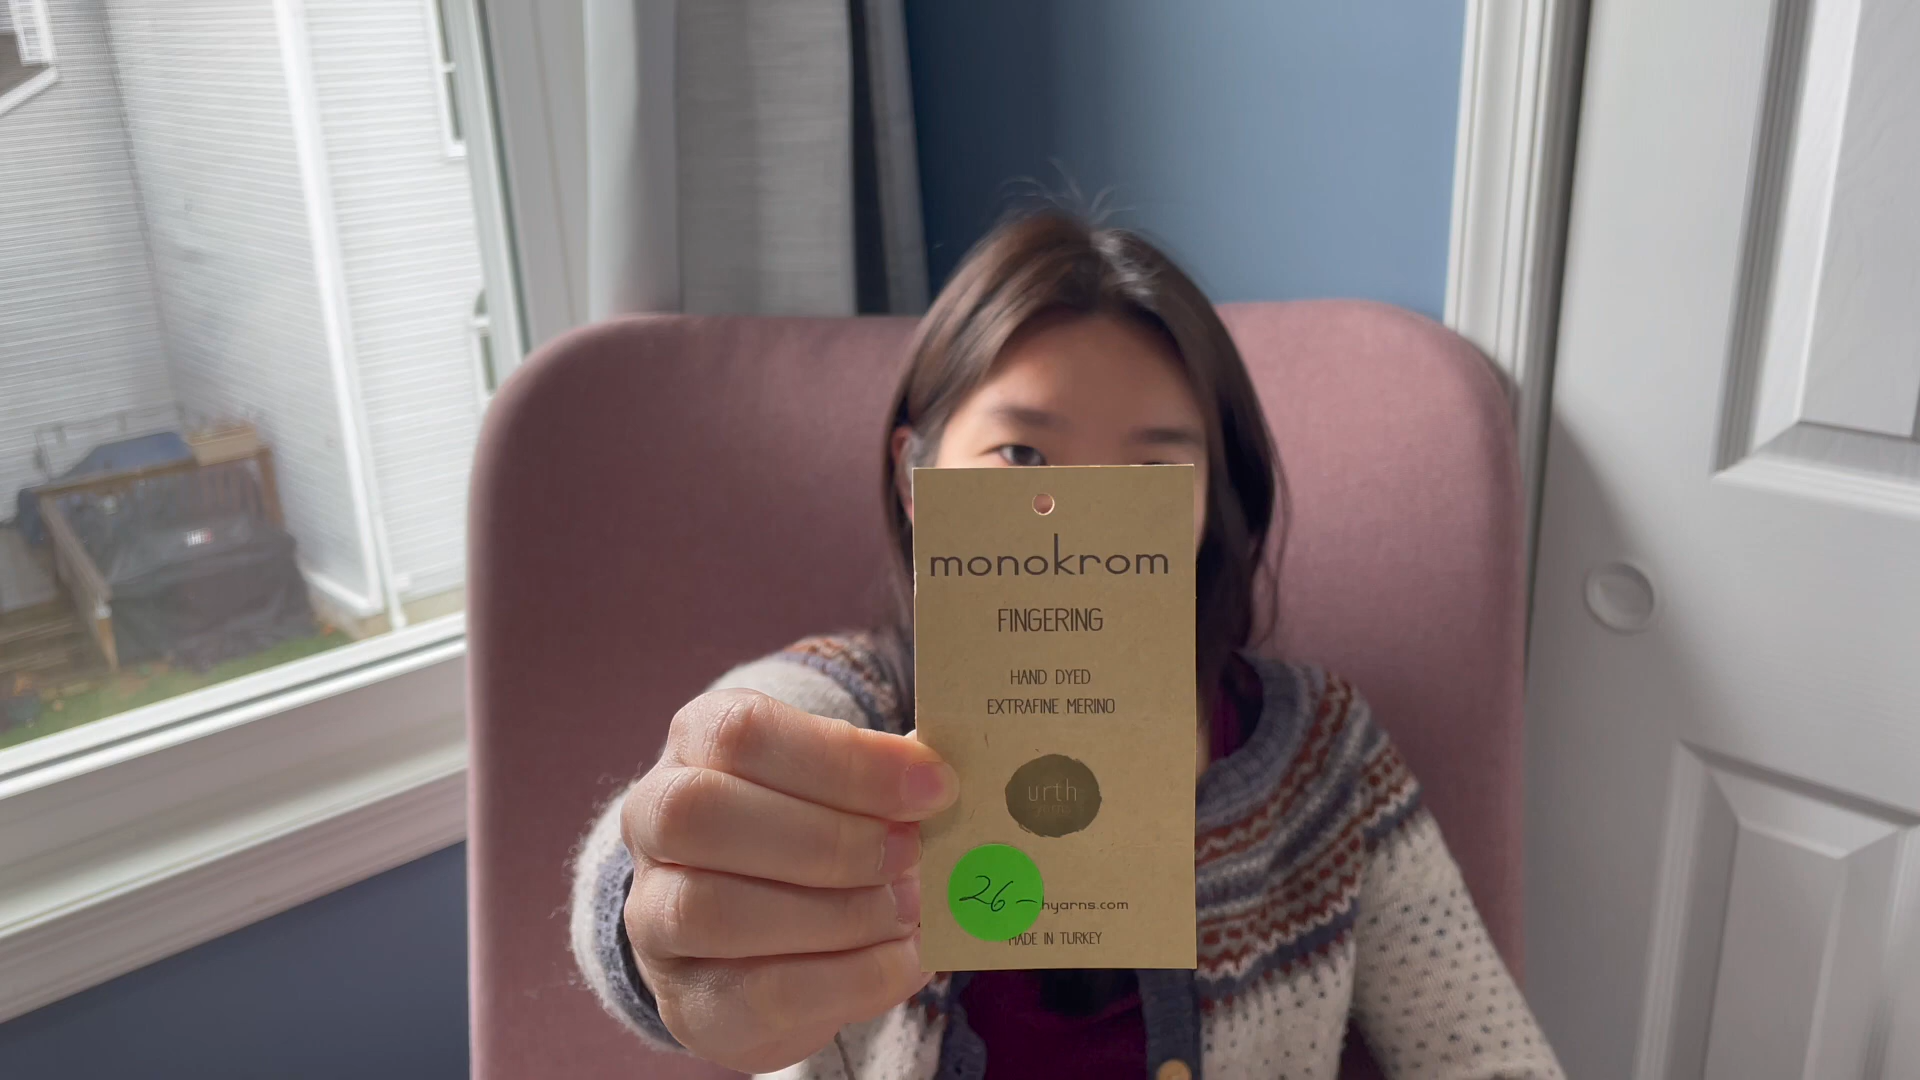 monokrom
FINGERING
HAND DYED
EXTRAFINE MERINO
urth
26-
hyarns.com
MADE IN TURKEY